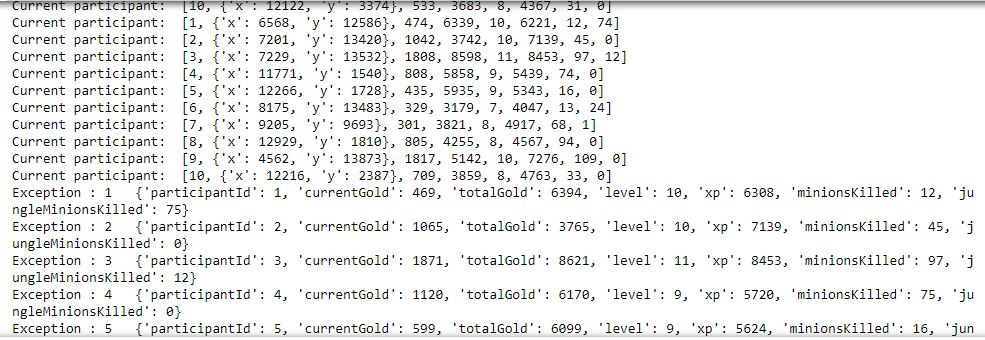 Current participant:  [10, {'x': 12122, 'y': 3374}, 533, 3683, 8, 4367, 31, 0]
Current participant:  [1, {'x': 6568, 'y': 12586}, 474, 6339, 10, 6221, 12, 74]
Current participant:  [2, {'x': 7201, 'y': 13420}, 1042, 3742, 10, 7139, 45, 0]
Current participant:  [3, {'x': 7229, 'y': 13532}, 1808, 8598, 11, 8453, 97, 12]
Current participant:  [4, {'x': 11771, 'y': 1540}, 808, 5858, 9, 5439, 74, 0]
Current participant:  [5, {'x': 12266, 'y': 1728}, 435, 5935, 9, 5343, 16, 0]
Current participant:  [6, {'x': 8175, 'y': 13483}, 329, 3179, 7, 4047, 13, 24]
Current participant:  [7, {'x': 9205, 'y': 9693}, 301, 3821, 8, 4917, 68, 1]
Current participant:  [8, {'x': 12929, 'y': 1810}, 805, 4255, 8, 4567, 94, 0]
Current participant:  [9, {'x': 4562, 'y': 13873}, 1817, 5142, 10, 7276, 109, 0]
Current participant:  [10, {'x': 12216, 'y': 2387}, 709, 3859, 8, 4763, 33, 0]
Exception : 1   {'participantId': 1, 'currentGold': 469, 'totalGold': 6394, 'level': 10, 'xp': 6308, 'minionsKilled': 12, 'ju
ngleMinionsKilled': 75}
Exception : 2   {'participantId': 2, 'currentGold': 1065, 'totalGold': 3765, 'level': 10, 'xp': 7139, 'minionsKilled': 45, 'j
ungleMinionsKilled': 0}
Exception : 3   {'participantId': 3, 'currentGold': 1871, 'totalGold': 8621, 'level': 11, 'xp': 8453, 'minionsKilled': 97, 'j
ungleMinionsKilled': 12}
Exception : 4   {'participantId': 4, 'currentGold': 1120, 'totalGold': 6170, 'level': 9, 'xp': 5720, 'minionsKilled': 75, 'ju
ngleMinionsKilled': 0}
Exception : 5   {'participantId': 5, 'currentGold': 599, 'totalGold': 6099, 'level': 9, 'xp': 5624, 'minionsKilled': 16, 'jun